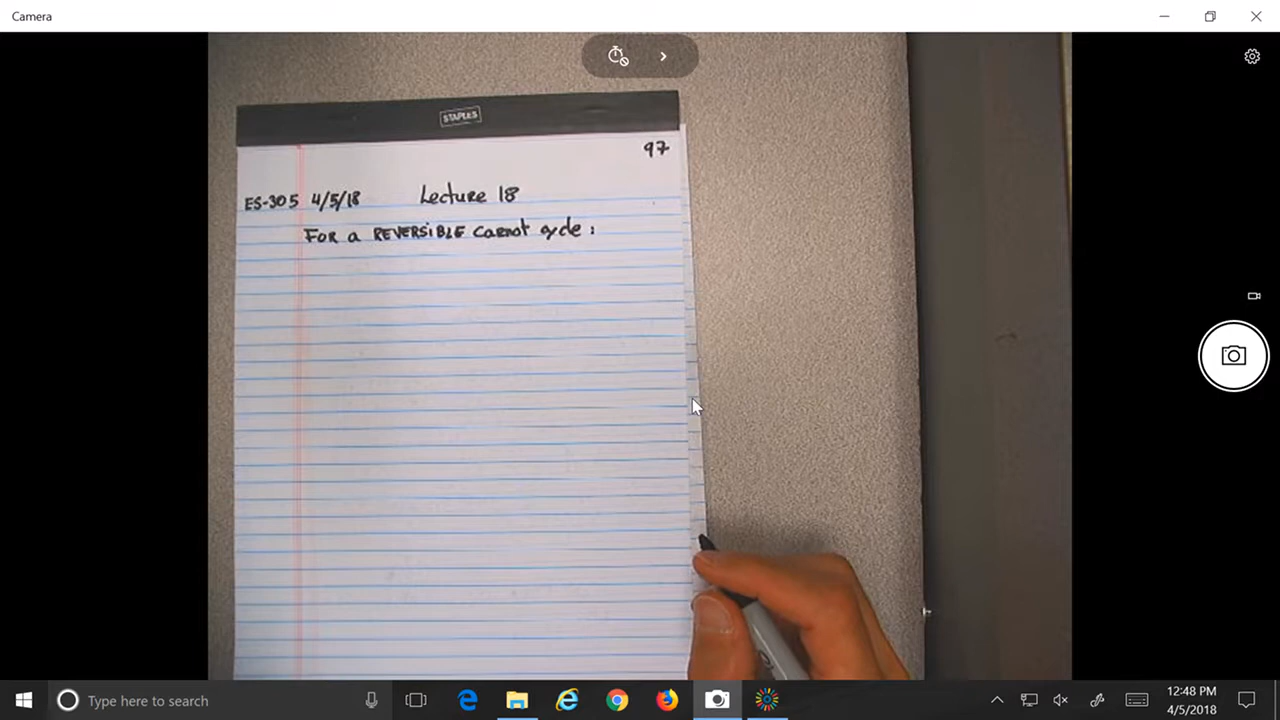 Camera
STAPLES
97
ES-305 4/5/18 Lecture 18
FOR a REVERSIBLE Carnot cycle :
Type here to search
12:48 PM
4/5/2018